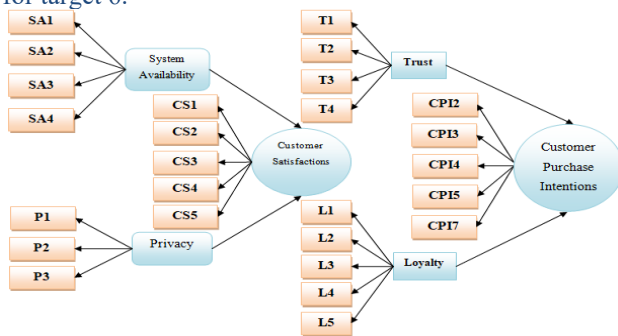 for target 6.
SA1
SA2
SA3
SA4
System
Availability
CS1
CS2
CS3
CS4
CS5
Customer
Satisfactions
P1
P2
P3
Privacy
T1
T2
T3
T4
Trust
CPI2
CPI3
CPI4
CPI5
CPI7
Customer
Purchase
Intentions
L1
L2
L3
L4
L5
Loyalty